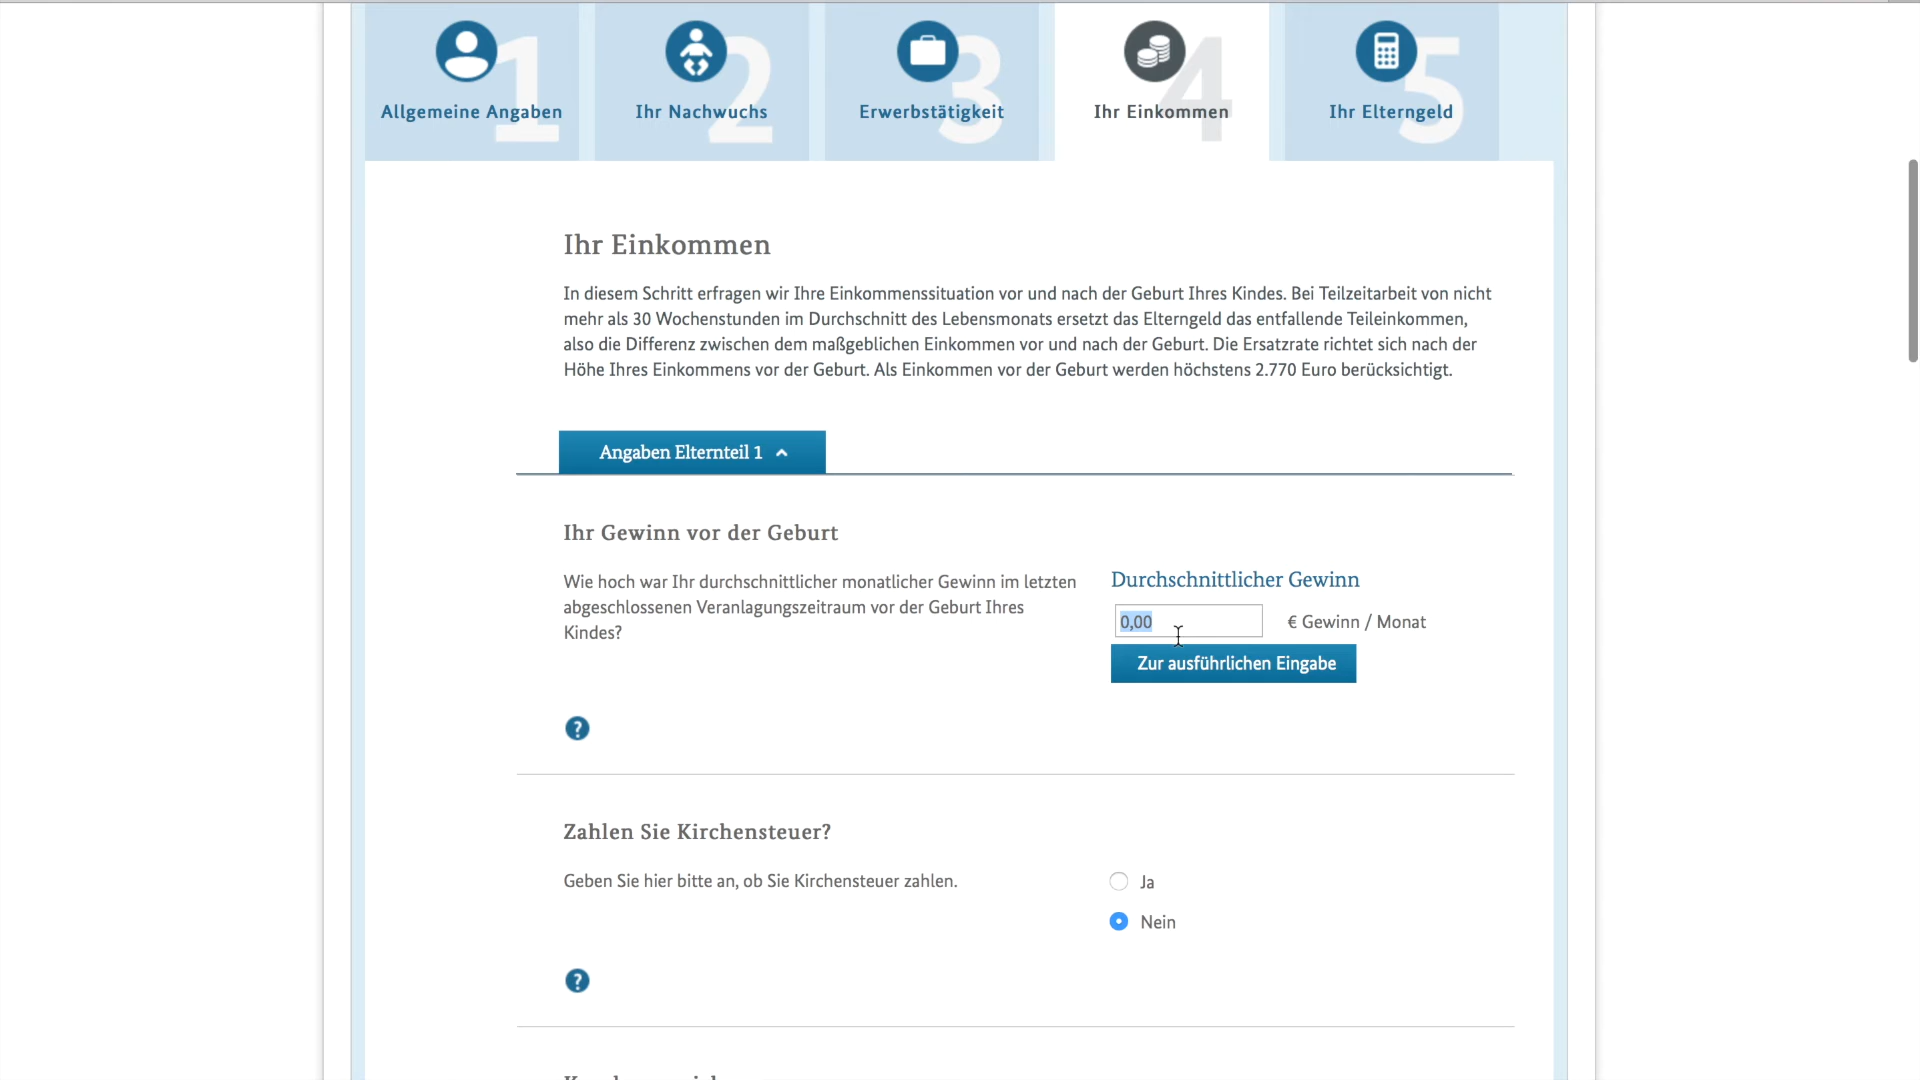 1 2 3 4 5
Allgemeine Angaben Ihr Nachwuchs Erwerbstätigkeit Ihr Einkommen Ihr Elterngeld
Ihr Einkommen
In diesem Schritt erfragen wir Ihre Einkommenssituation vor und nach der Geburt Ihres Kindes. Bei Teilzeitarbeit von nicht
mehr als 30 Wochenstunden im Durchschnitt des Lebensmonats ersetzt das Elterngeld das entfallende Teileinkommen,
also die Differenz zwischen dem maßgeblichen Einkommen vor und nach der Geburt. Die Ersatzrate richtet sich nach der
Höhe Ihres Einkommens vor der Geburt. Als Einkommen vor der Geburt werden höchstens 2.770 Euro berücksichtigt.
Angaben Elternteil 1
Ihr Gewinn vor der Geburt
Wie hoch war Ihr durchschnittlicher monatlicher Gewinn im letzten
abgeschlossenen Veranlagungszeitraum vor der Geburt Ihres
Kindes?
Durchschnittlicher Gewinn
0,00 € Gewinn / Monat
Zur ausführlichen Eingabe
?
Zahlen Sie Kirchensteuer?
Geben Sie hier bitte an, ob Sie Kirchensteuer zahlen.
Ja
Nein
?